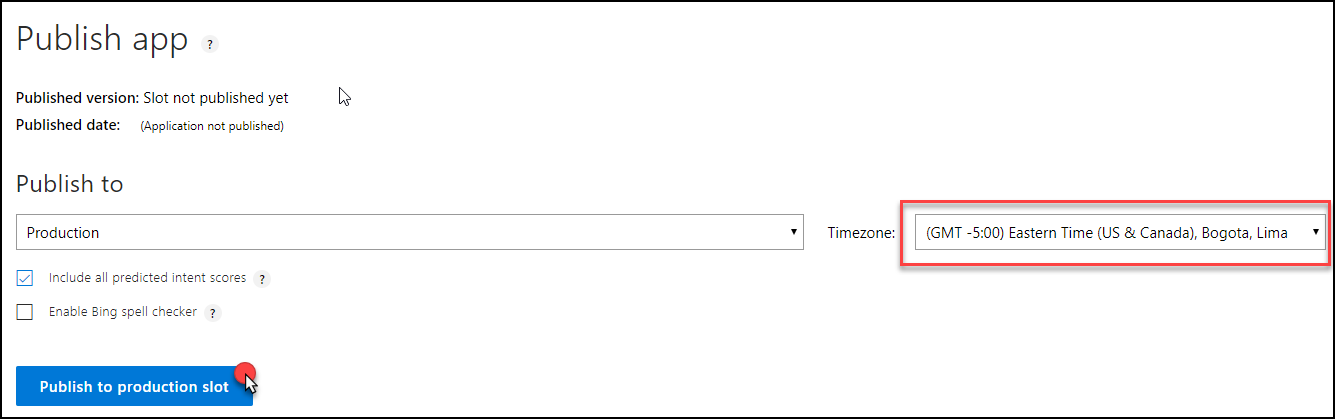 Publish app ?
Published version: Slot not published yet
Published date: (Application not published)
Publish to
Production Timezone: (GMT -5:00) Eastern Time (US & Canada), Bogota, Lima
Include all predicted intent scores ?
Enable Bing spell checker ?
Publish to production slot